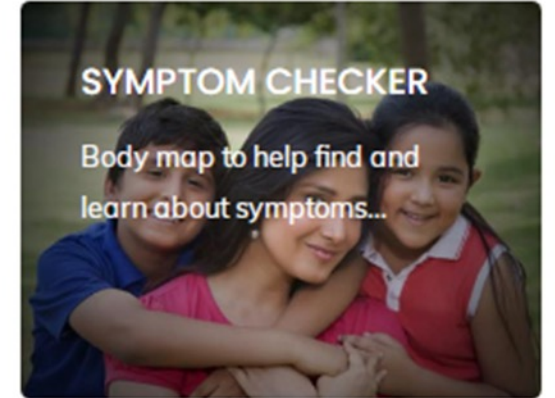 SYMPTOM CHECKER
Body map to help find and
learn about symptoms...